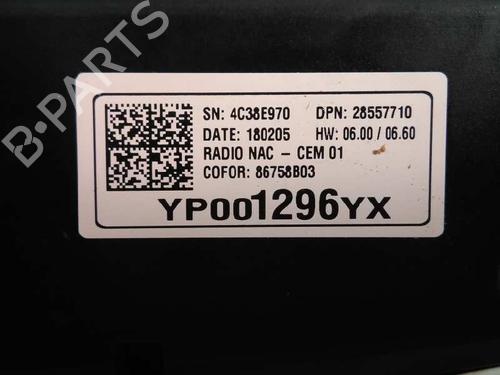 B-PARTS
SN: 4C38E970 DPN: 28557710
DATE: 180205 HW: 06.00 / 06.60
RADIO NAC - CEM 01
COFOR: 86758B03
YP001296YX